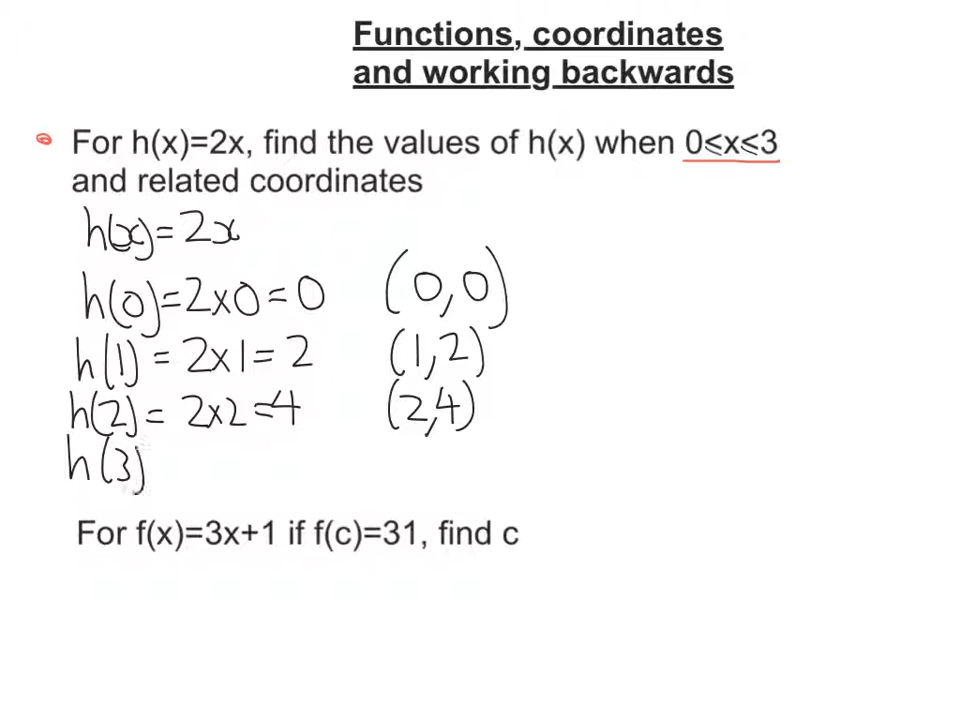 Functions, coordinates
and working backwards
For h(x)=2x, find the values of h(x) when 0≤x≤3
and related coordinates
h(x)=2x
h(0)=2x0=0 (0,0)
h(1)=2x1=2 (1,2)
h(2)=2x2=4 (2,4)
h(3)
For f(x)=3x+1 if f(c)=31, find c